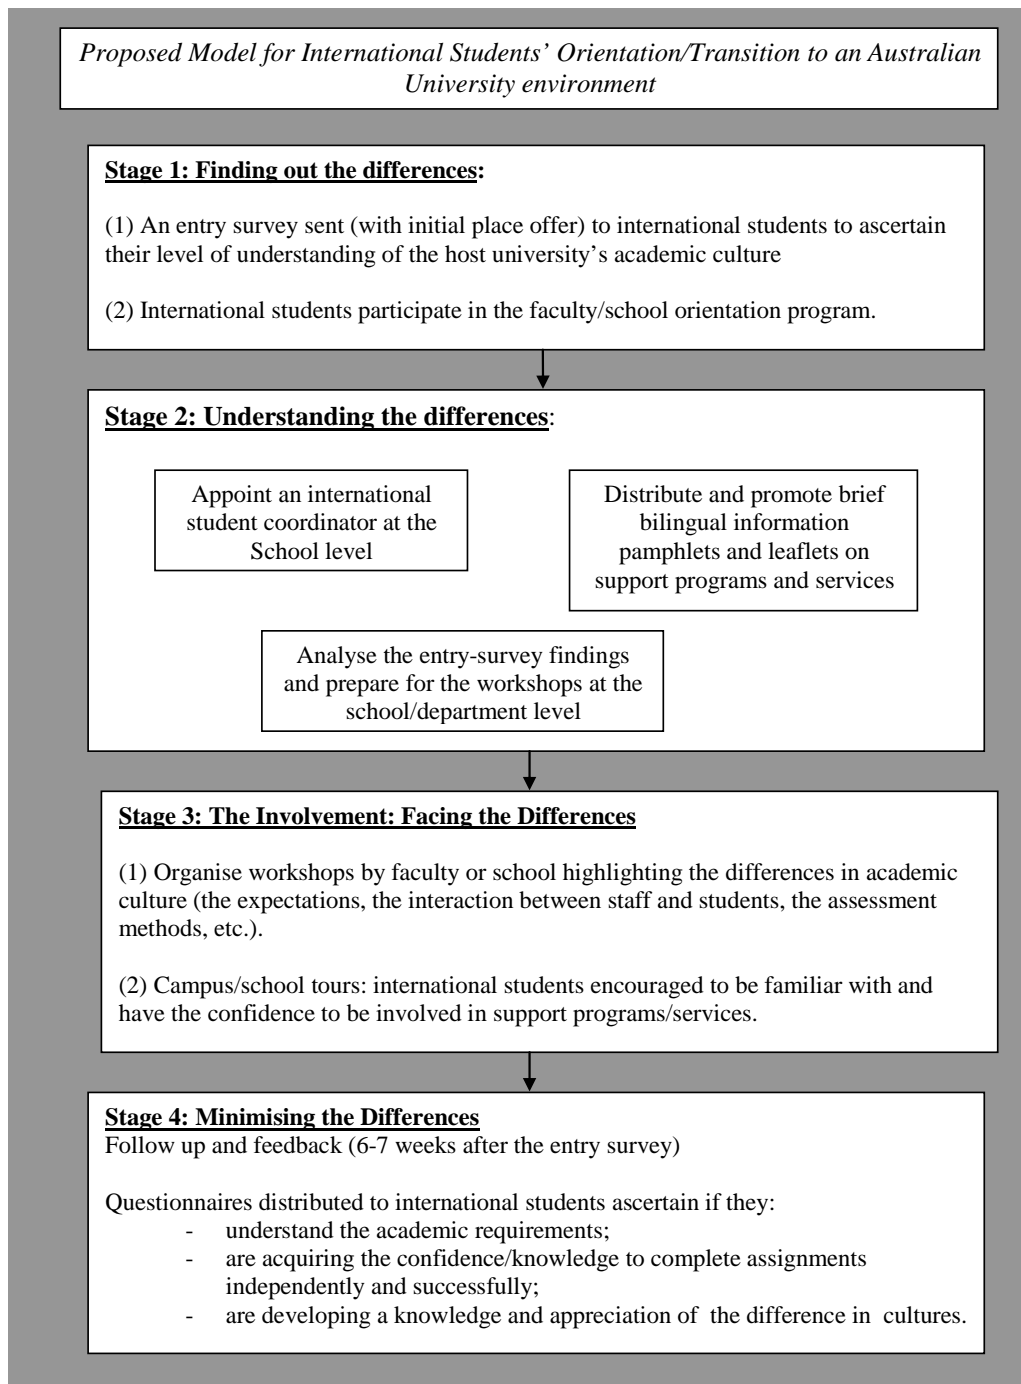 Proposed Model for International Students’ Orientation/Transition to an Australian
University environment
Stage 1: Finding out the differences:
(1) An entry survey sent (with initial place offer) to international students to ascertain
their level of understanding of the host university’s academic culture
(2) International students participate in the faculty/school orientation program.
Stage 2: Understanding the differences:
Appoint an international
student coordinator at the
School level
Distribute and promote brief
bilingual information
pamphlets and leaflets on
support programs and services
Analyse the entry-survey findings
and prepare for the workshops at the
school/department level
Stage 3: The Involvement: Facing the Differences
(1) Organise workshops by faculty or school highlighting the differences in academic
culture (the expectations, the interaction between staff and students, the assessment
methods, etc.).
(2) Campus/school tours: international students encouraged to be familiar with and
have the confidence to be involved in support programs/services.
Stage 4: Minimising the Differences
Follow up and feedback (6-7 weeks after the entry survey)
Questionnaires distributed to international students ascertain if they:
- understand the academic requirements;
- are acquiring the confidence/knowledge to complete assignments
independently and successfully;
- are developing a knowledge and appreciation of the difference in cultures.